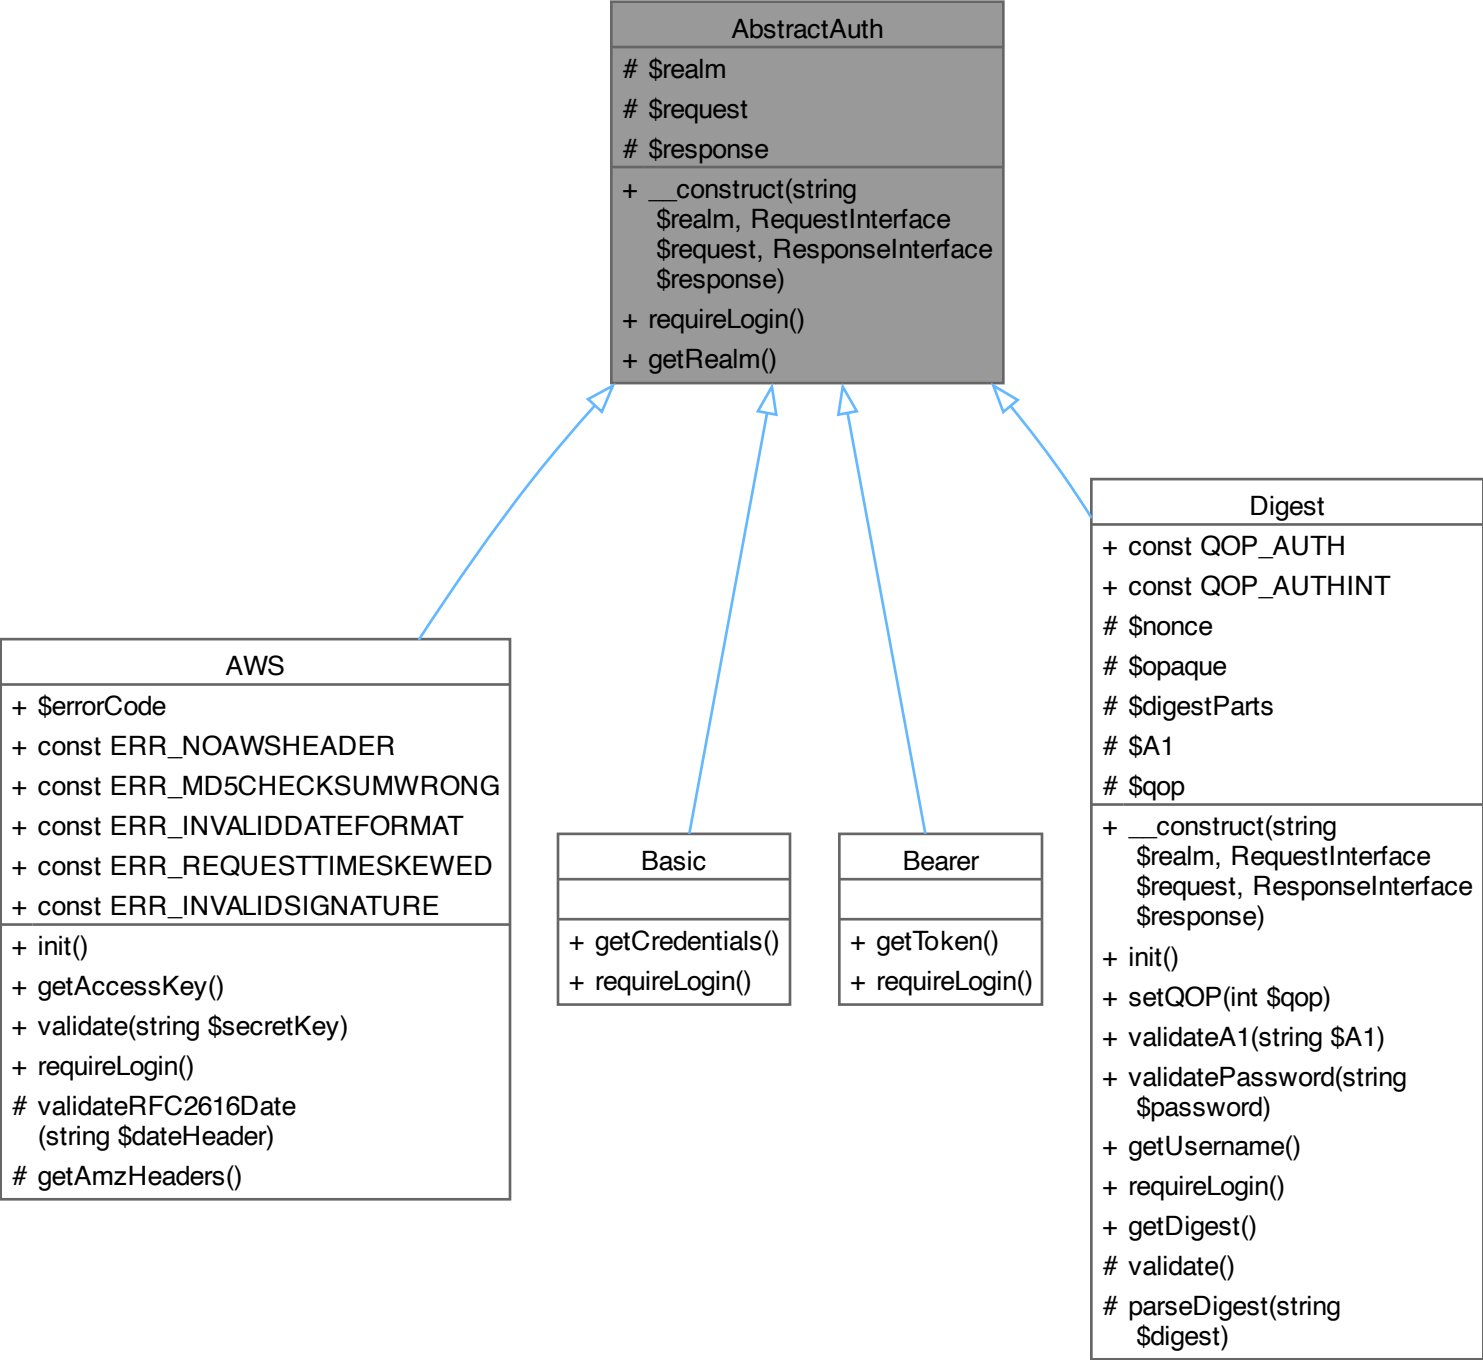 AbstractAuth
# $realm
# $request
# $response
+ __construct(string
$realm, RequestInterface
$request, ResponseInterface
$response)
+ requireLogin()
+ getRealm()
AWS
+ $errorCode
+ const ERR_NOAWSHEADER
+ const ERR_MD5CHECKSUMWRONG
+ const ERR_INVALIDDATEFORMAT
+ const ERR_REQUESTTIMESKEWED
+ const ERR_INVALIDSIGNATURE
+ init()
+ getAccessKey()
+ validate(string $secretKey)
+ requireLogin()
# validateRFC2616Date
(string $dateHeader)
# getAmzHeaders()
Basic
+ getCredentials()
+ requireLogin()
Bearer
+ getToken()
+ requireLogin()
Digest
+ const QOP_AUTH
+ const QOP_AUTHINT
# $nonce
# $opaque
# $digestParts
# $A1
# $qop
+ __construct(string
$realm, RequestInterface
$request, ResponseInterface
$response)
+ init()
+ setQOP(int $qop)
+ validateA1(string $A1)
+ validatePassword(string
$password)
+ getUsername()
+ requireLogin()
+ getDigest()
# validate()
# parseDigest(string
$digest)